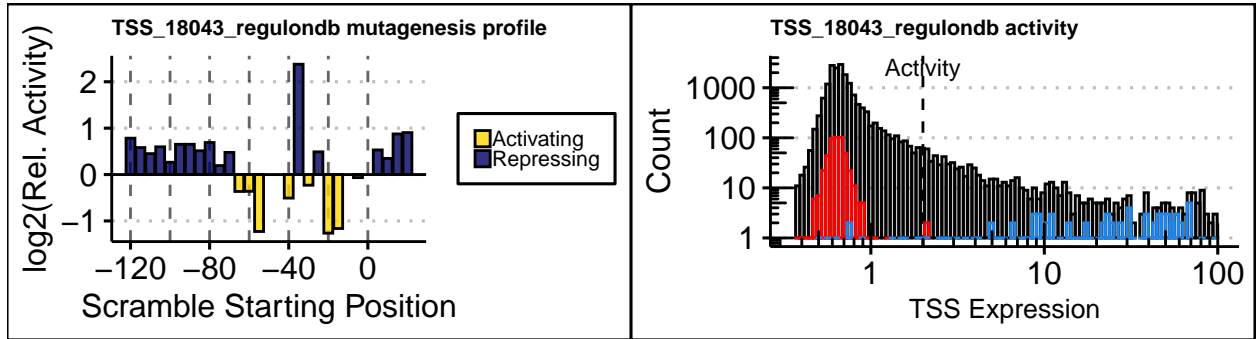 TSS_18043_regulondb mutagenesis profile
log2(Rel. Activity)
2
1
0
−1
−120
−80
−40
0
Scramble Starting Position
Activating
Repressing
TSS_18043_regulondb activity
Activity
Count
1000
100
10
1
1
10
100
TSS Expression